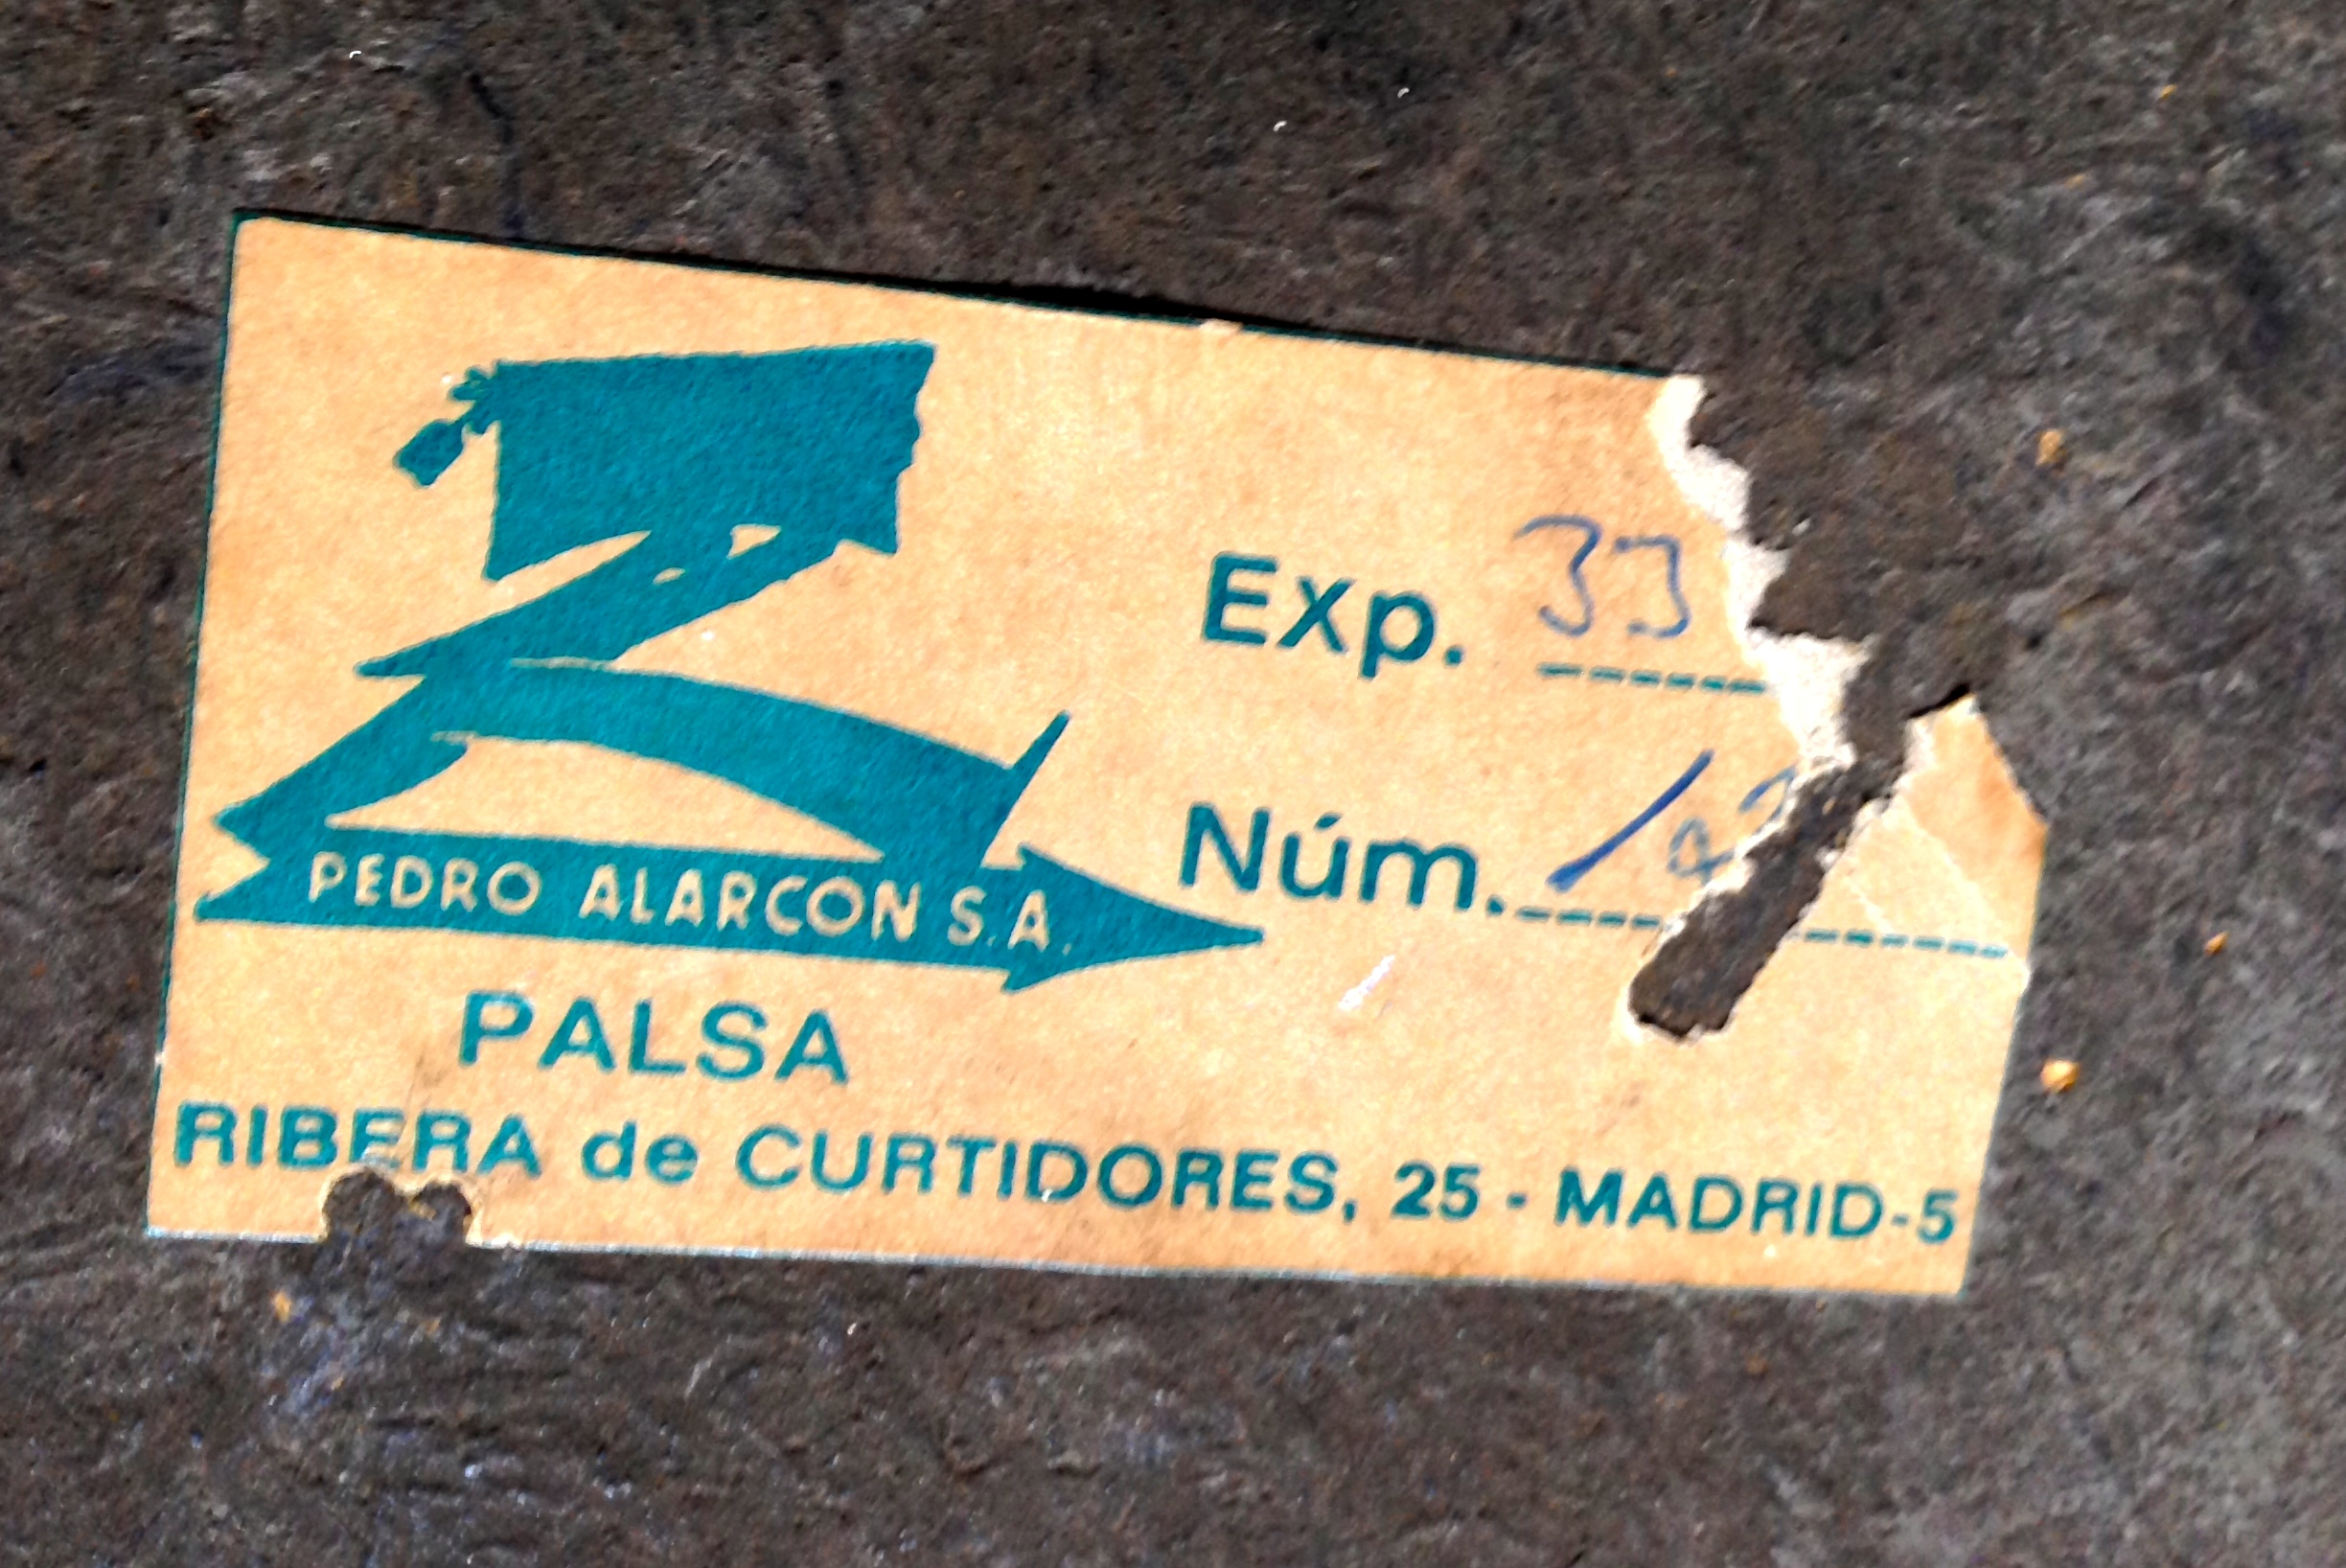 Exp. 33
Núm.
PEDRO ALARCON S.A.
PALSA
RIBERA de CURTIDORES, 25 - MADRID-5